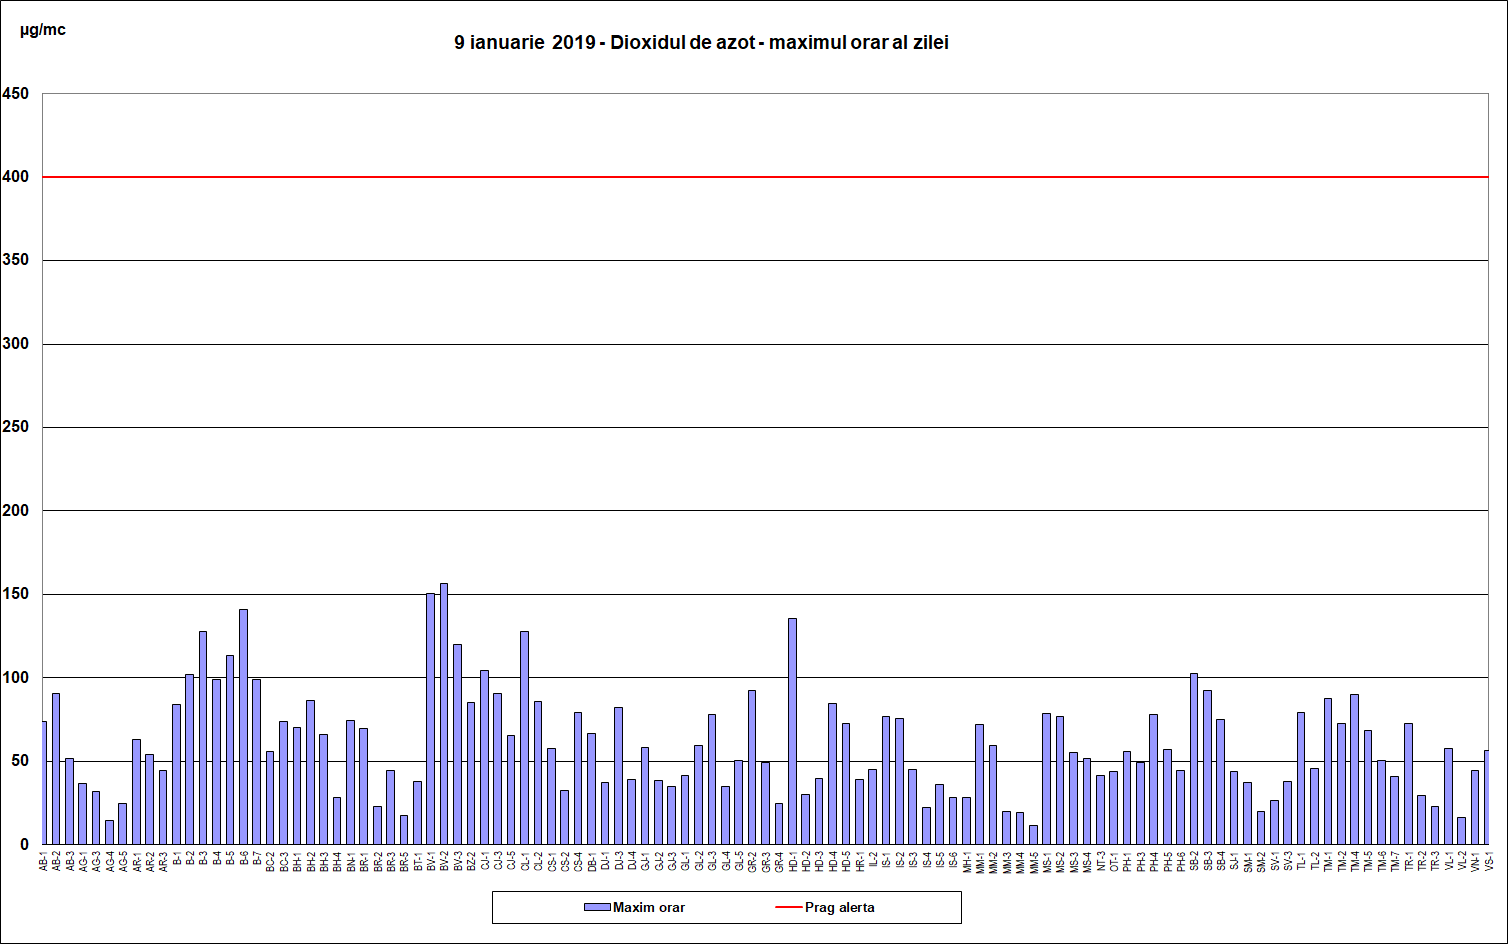 µg/mc
9 ianuarie 2019 - Dioxidul de azot - maximul orar al zilei
450
400
350
300
250
200
150
100
50
0
AB-1 AB-2 AB-3 AG-1 AG-3 AG-4 AG-5 AR-1 AR-2 AR-3 B-1 B-2 B-3 B-4 B-5 B-6 B-7 BC-2 BC-3 BH-1 BH-2 BH-3 BH-4 BN-1 BR-1 BR-2 BR-3 BR-5 BT-1 BV-1 BV-2 BV-3 BZ-2 CJ-1 CJ-3 CJ-5 CL-1 CL-2 CS-1 CS-2 CS-4 DB-1 DJ-1 DJ-3 DJ-4 GJ-1 GJ-2 GJ-3 GL-1 GL-2 GL-3 GL-4 GL-5 GR-2 GR-3 GR-4 HD-1 HD-2 HD-3 HD-4 HD-5 HR-1 IL-2 IS-1 IS-2 IS-3 IS-4 IS-5 IS-6 MH-1 MM-1 MM-2 MM-3 MM-4 MM-5 MS-1 MS-2 MS-3 MS-4 NT-3 OT-1 PH-1 PH-3 PH-4 PH-5 PH-6 SB-2 SB-3 SB-4 SJ-1 SM-1 SM-2 SV-1 SV-3 TL-1 TL-2 TM-1 TM-2 TM-4 TM-5 TM-6 TM-7 TR-1 TR-2 TR-3 VL-1 VL-2 VN-1 VS-1
Maxim orar Prag alerta